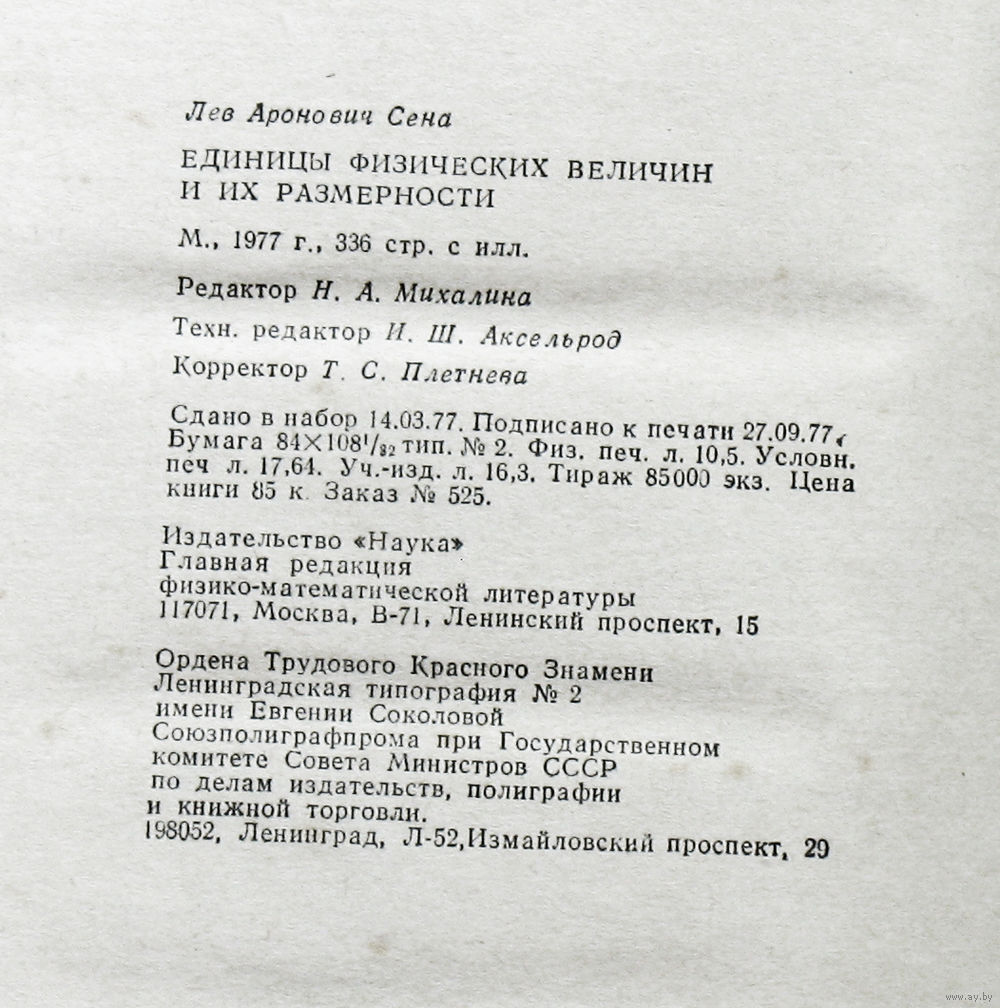 Лев Аронович Сена
ЕДИНИЦЫ ФИЗИЧЕСКИХ ВЕЛИЧИН
И ИХ РАЗМЕРНОСТИ
М., 1977 г., 336 стр. с илл.
Редактор Н. А. Михалина
Техн. редактор И. Ш. Аксельрод
Корректор Т. С. Плетнева
Сдано в набор 14.03.77. Подписано к печати 27.09.77.
Бумага 84×108¹/₃₂ тип. № 2. Физ. печ. л. 10,5. Условн.
печ л. 17,64. Уч.-изд. л. 16,3. Тираж 85000 экз. Цена
книги 85 к. Заказ № 525.
Издательство «Наука»
Главная редакция
физико-математической литературы
117071, Москва, В-71, Ленинский проспект, 15
Ордена Трудового Красного Знамени
Ленинградская типография № 2
имени Евгении Соколовой
Союзполиграфпрома при Государственном
комитете Совета Министров СССР
по делам издательств, полиграфии
и книжной торговли.
198052, Ленинград, Л-52,Измайловский проспект, 29
www.ay.by